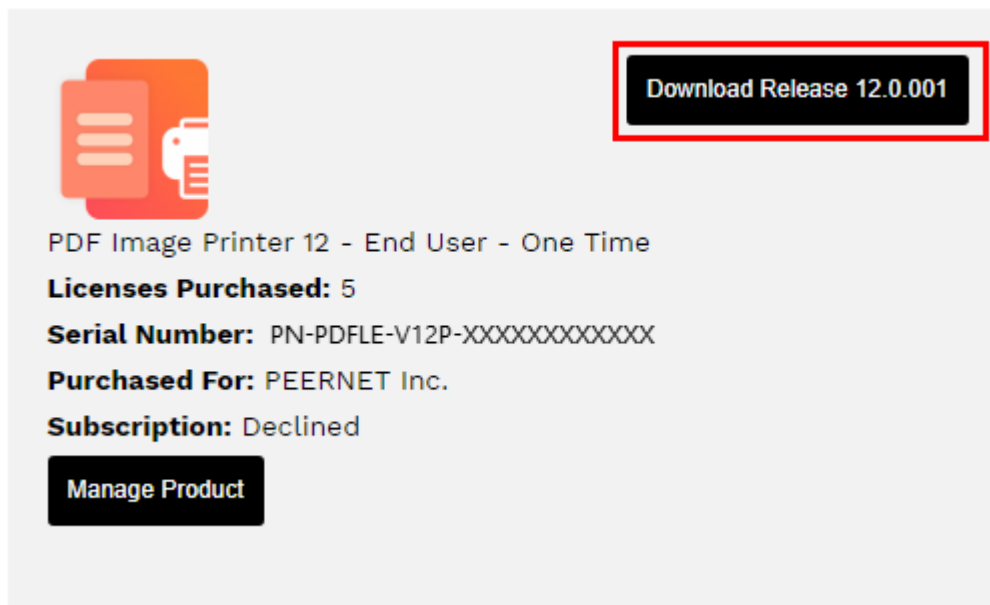 Download Release 12.0.001
PDF Image Printer 12 - End User - One Time
Licenses Purchased: 5
Serial Number: PN-PDFLE-V12P-XXXXXXXXXXXX
Purchased For: PEERNET Inc.
Subscription: Declined
Manage Product